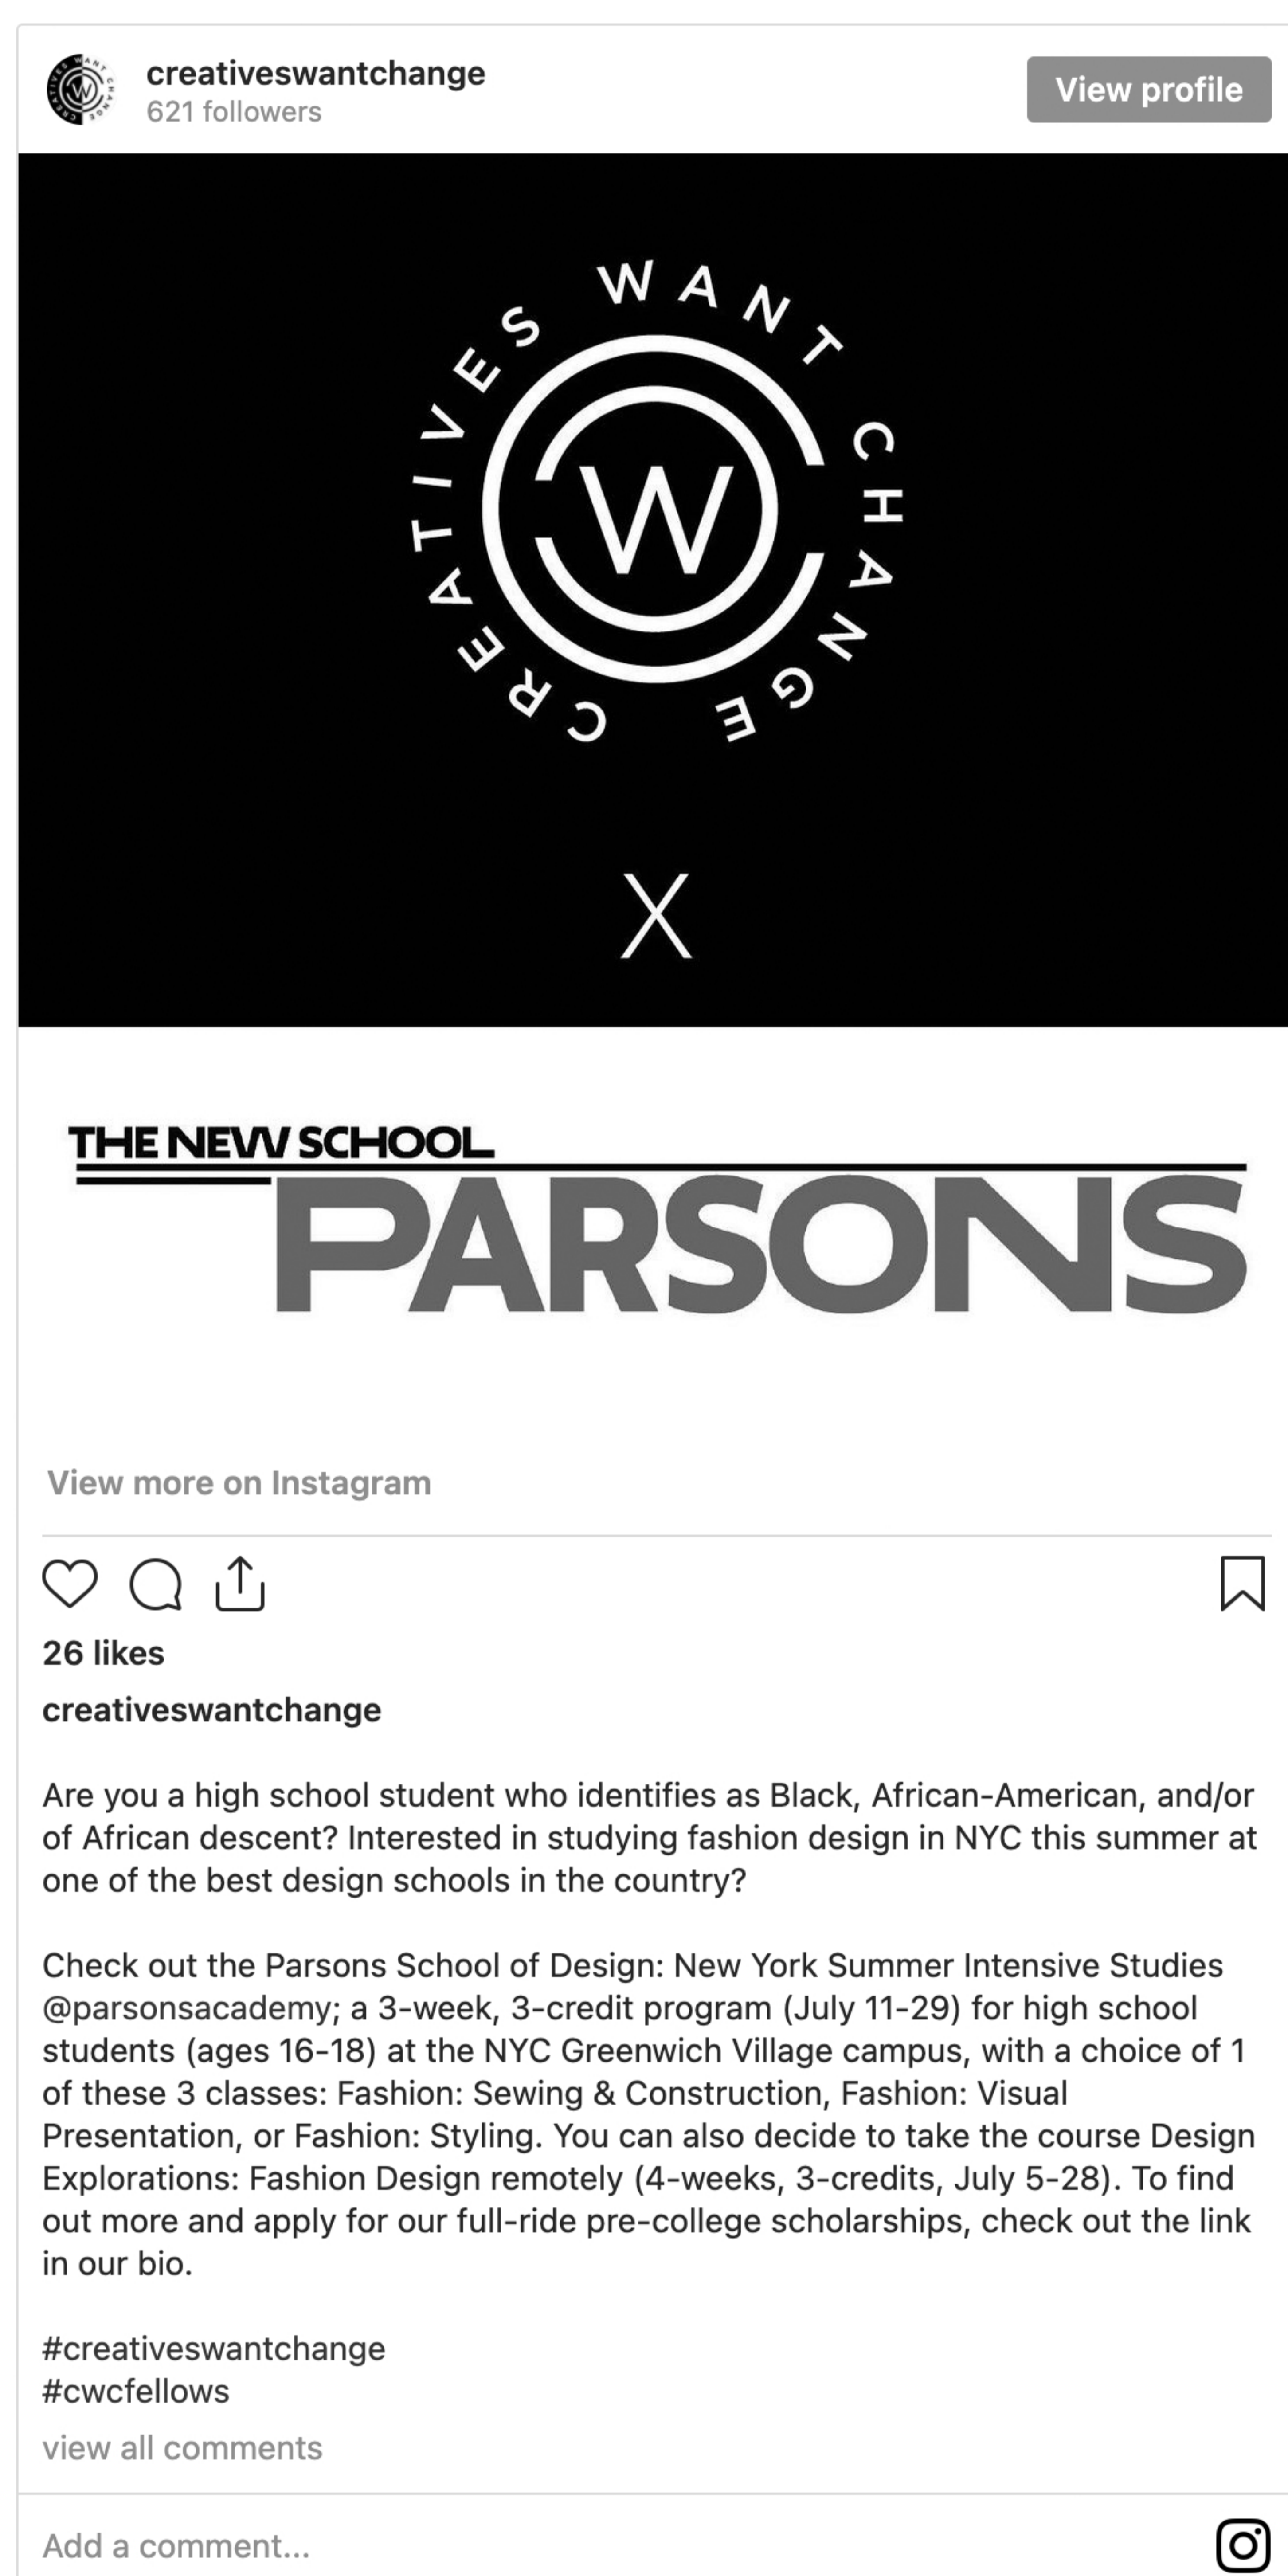 creativeswantchange
621 followers
View profile
CREATIVES WANT CHANGE
W
X
THE NEW SCHOOL
PARSONS
View more on Instagram
26 likes
creativeswantchange
Are you a high school student who identifies as Black, African-American, and/or
of African descent? Interested in studying fashion design in NYC this summer at
one of the best design schools in the country?
Check out the Parsons School of Design: New York Summer Intensive Studies
@parsonsacademy; a 3-week, 3-credit program (July 11-29) for high school
students (ages 16-18) at the NYC Greenwich Village campus, with a choice of 1
of these 3 classes: Fashion: Sewing & Construction, Fashion: Visual
Presentation, or Fashion: Styling. You can also decide to take the course Design
Explorations: Fashion Design remotely (4-weeks, 3-credits, July 5-28). To find
out more and apply for our full-ride pre-college scholarships, check out the link
in our bio.
#creativeswantchange
#cwcfellows
view all comments
Add a comment...